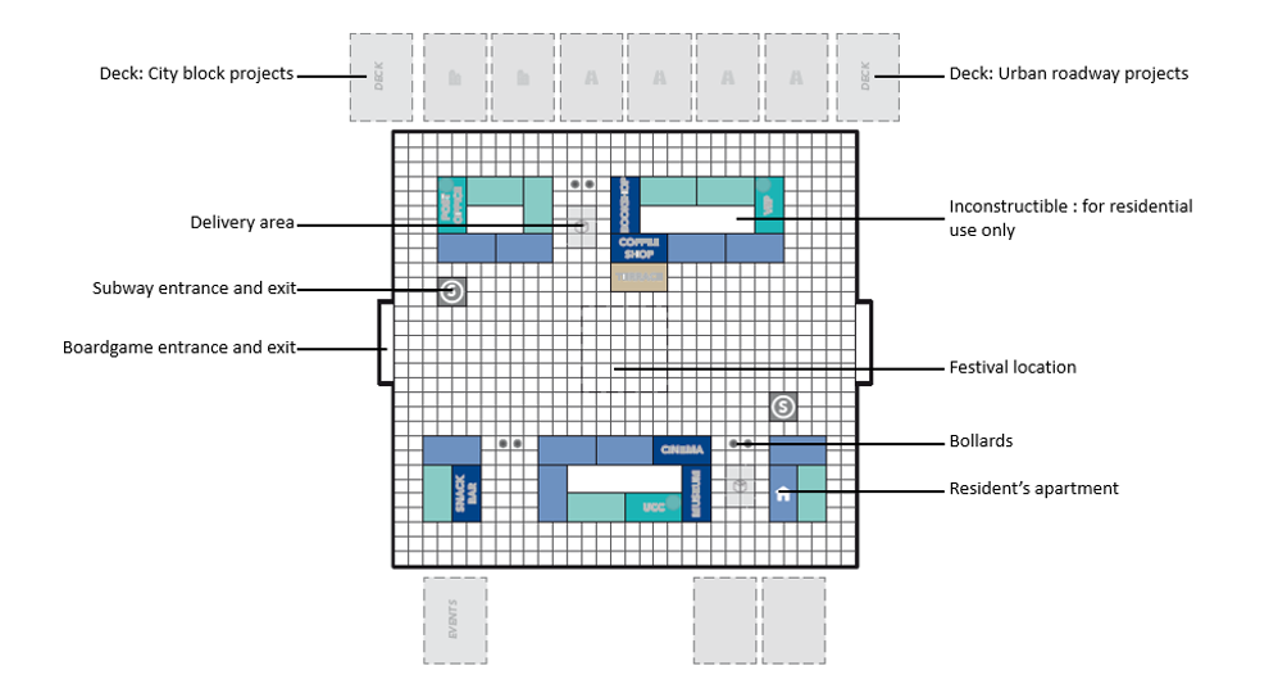 DECK
DECK
Deck: City block projects
Deck: Urban roadway projects
POST
OFFICE
BOOKSHOP
Delivery area
Inconstructible : for residential
use only
COFFEE
SHOP
TERRACE
Subway entrance and exit
S
Boardgame entrance and exit
Festival location
S
Bollards
CINEMA
SNACK
BAR
MUSEUM
UCC
Resident's apartment
EVENTS